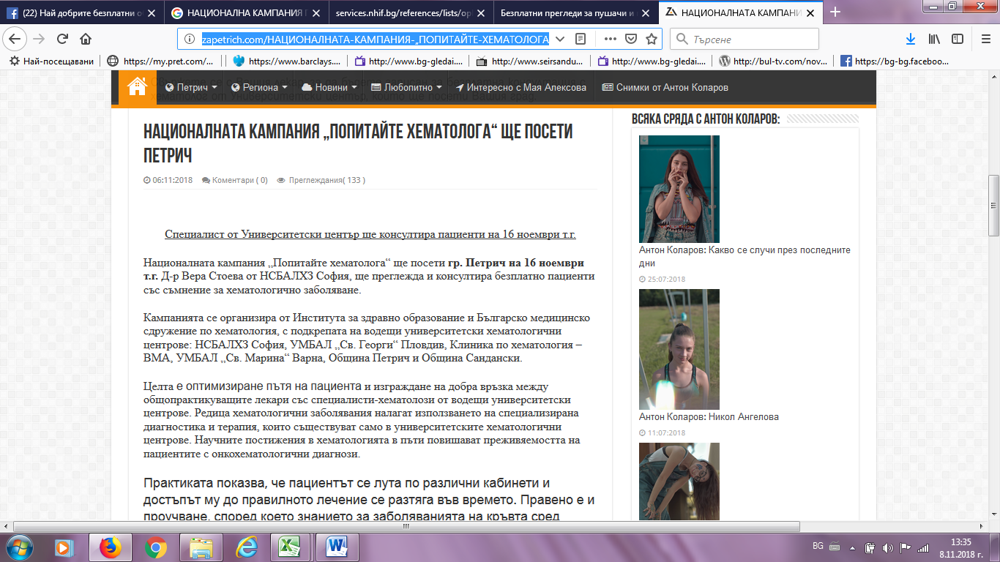 (22) Най добрите безплатни о
НАЦИОНАЛНА КАМПАНИЯ
services.nhif.bg/references/lists/op
Безплатни прегледи за пушачи и
НАЦИОНАЛНАТА КАМПАНИ
zapetrich.com/НАЦИОНАЛНАТА-КАМПАНИЯ-„ПОПИТАЙТЕ-ХЕМАТОЛОГА
Търсене
Най-посещавани
https://my.pret.com/...
https://www.barclays....
http://www.bg-gledai....
http://www.seirsandu...
http://www.bg-gledai....
http://bul-tv.com/nov...
https://bg-bg.faceboo...
Петрич
Региона
Новини
Любопитно
Интересно с Мая Алексова
Снимки от Антон Коларов
НАЦИОНАЛНАТА КАМПАНИЯ „ПОПИТАЙТЕ ХЕМАТОЛОГА“ ЩЕ ПОСЕТИ
ПЕТРИЧ
06:11:2018 Коментари ( 0) Преглеждания( 133 )
Специалист от Университетски център ще консултира пациенти на 16 ноември т.г.
Националната кампания „Попитайте хематолога“ ще посети гр. Петрич на 16 ноември
т.г. Д-р Вера Стоева от НСБАЛХЗ София, ще преглежда и консултира безплатно пациенти
със съмнение за хематологично заболяване.
Кампанията се организира от Института за здравно образование и Българско медицинско
сдружение по хематология, с подкрепата на водещи университетски хематологични
центрове: НСБАЛХЗ София, УМБАЛ „Св. Георги“ Пловдив, Клиника по хематология –
ВМА, УМБАЛ „Св. Марина“ Варна, Община Петрич и Община Сандански.
Целта е оптимизиране пътя на пациента и изграждане на добра връзка между
общопрактикуващите лекари със специалисти-хематолози от водещи университетски
центрове. Редица хематологични заболявания налагат използването на специализирана
диагностика и терапия, които съществуват само в университетските хематологични
центрове. Научните постижения в хематологията в пъти повишават преживяемостта на
пациентите с онкохематологични диагнози.
Практиката показва, че пациентът се лута по различни кабинети и
достъпът му до правилното лечение се разтяга във времето. Правено е и
проучване, според което знанието за заболяванията на кръвта сред
ВСЯКА СРЯДА С АНТОН КОЛАРОВ:
Антон Коларов: Какво се случи през последните
дни
25:07:2018
Антон Коларов: Никол Ангелова
11:07:2018
BG
13:35
8.11.2018 г.